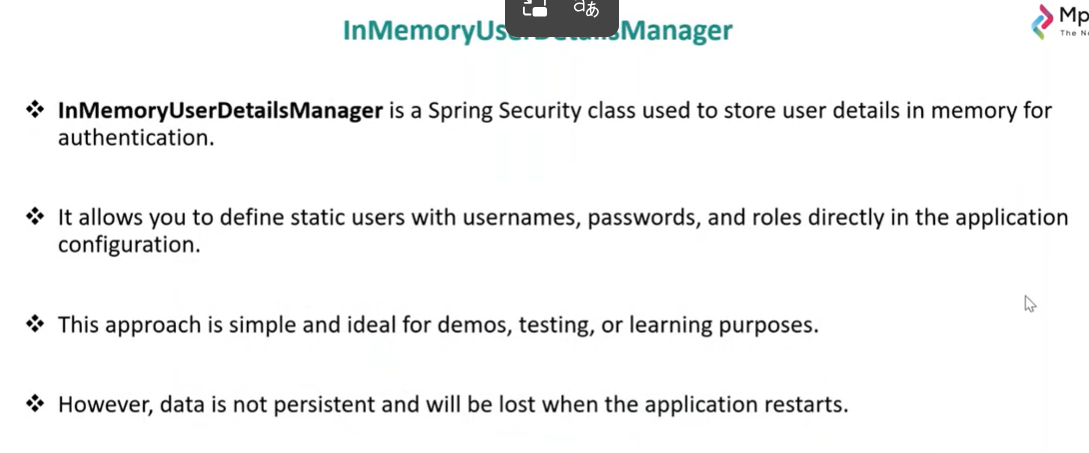 InMemoryUserDetailsManager
Mp
The N
❖ InMemoryUserDetailsManager is a Spring Security class used to store user details in memory for
authentication.
❖ It allows you to define static users with usernames, passwords, and roles directly in the application
configuration.
❖ This approach is simple and ideal for demos, testing, or learning purposes.
❖ However, data is not persistent and will be lost when the application restarts.